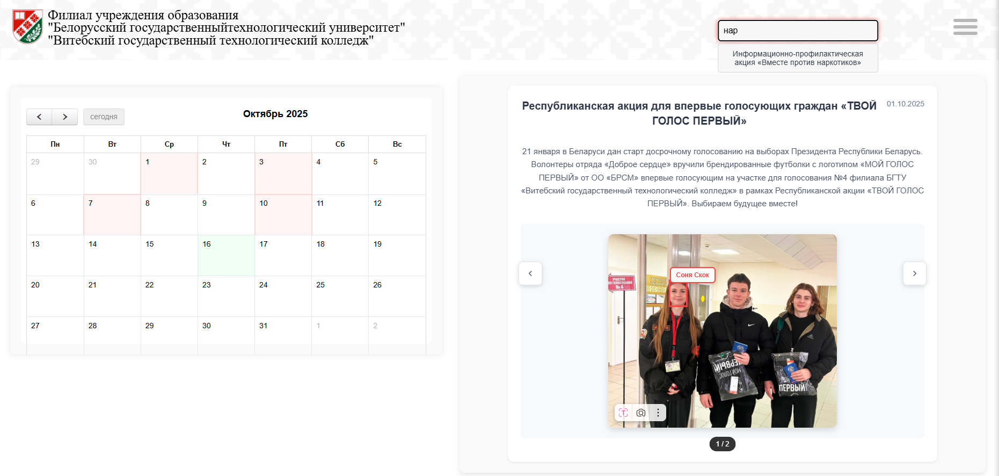 Филиал учреждения образования
"Белорусский государственныйтехнологический университет"
"Витебский государственный технологический колледж"
нар
Информационно-профилактическая
акция «Вместе против наркотиков»
сегодня
Октябрь 2025
Пн Вт Ср Чт Пт Сб Вс
29 30 1 2 3 4 5
6 7 8 9 10 11 12
13 14 15 16 17 18 19
20 21 22 23 24 25 26
27 28 29 30 31 1 2
Республиканская акция для впервые голосующих граждан «ТВОЙ
ГОЛОС ПЕРВЫЙ»
01.10.2025
21 января в Беларуси дан старт досрочному голосованию на выборах Президента Республики Беларусь.
Волонтеры отряда «Доброе сердце» вручили брендированные футболки с логотипом «МОЙ ГОЛОС
ПЕРВЫЙ» от ОО «БРСМ» впервые голосующим на участке для голосования №4 филиала БГТУ
«Витебский государственный технологический колледж» в рамках Республиканской акции «ТВОЙ ГОЛОС
ПЕРВЫЙ». Выбираем будущее вместе!
Соня Скок
УЧАСТОК
№ 4
МОЙ ГОЛОС
ПЕРВЫЙ
1 / 2